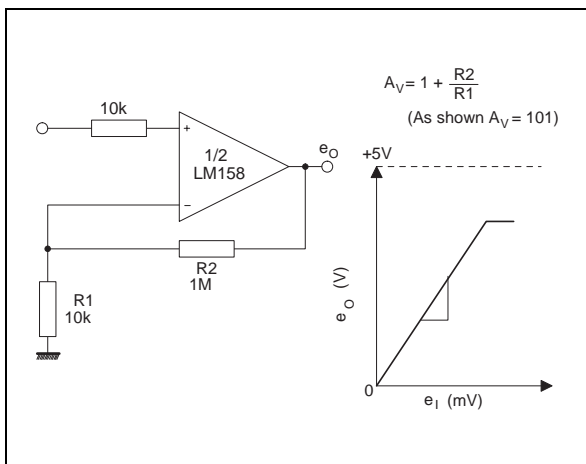 10k
+
1/2
LM158
–
e_O
R2
1M
R1
10k
A_V = 1 + R2/R1
(As shown A_V = 101)
+5V
e_O (V)
0
e_I (mV)